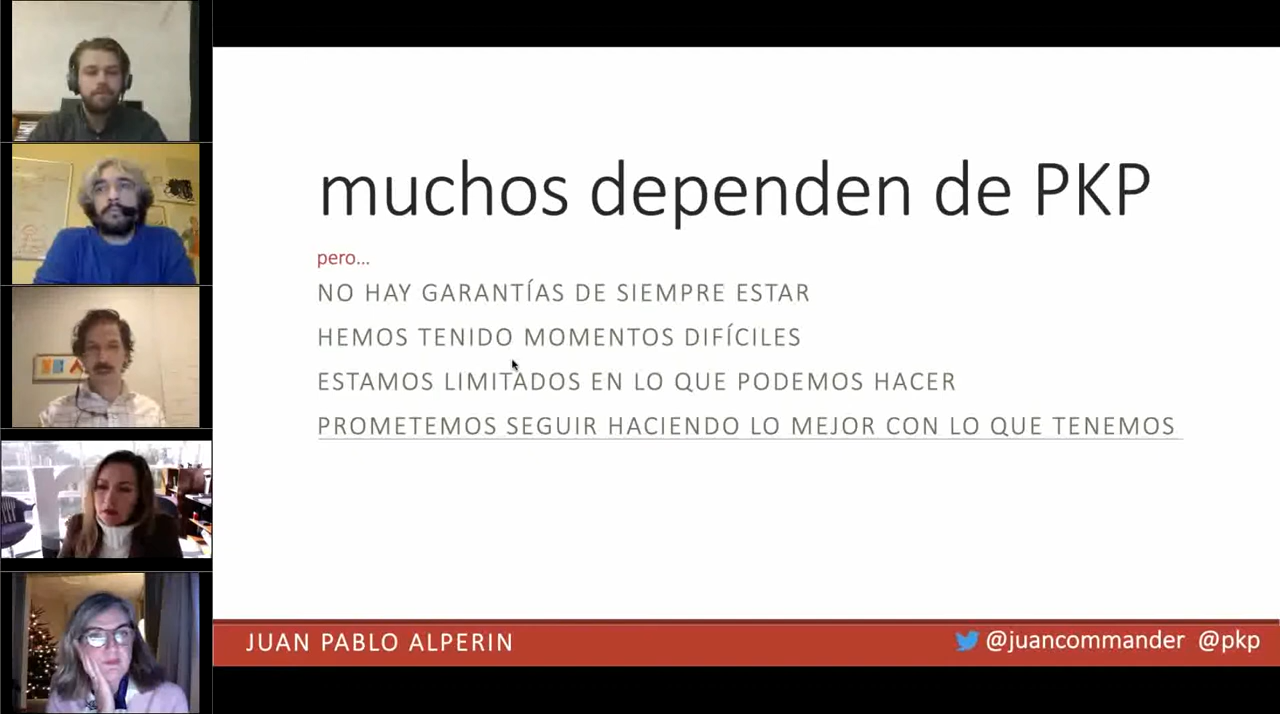 muchos dependen de PKP
pero...
NO HAY GARANTÍAS DE SIEMPRE ESTAR
HEMOS TENIDO MOMENTOS DIFÍCILES
ESTAMOS LIMITADOS EN LO QUE PODEMOS HACER
PROMETEMOS SEGUIR HACIENDO LO MEJOR CON LO QUE TENEMOS
JUAN PABLO ALPERIN
@juancommander @pkp